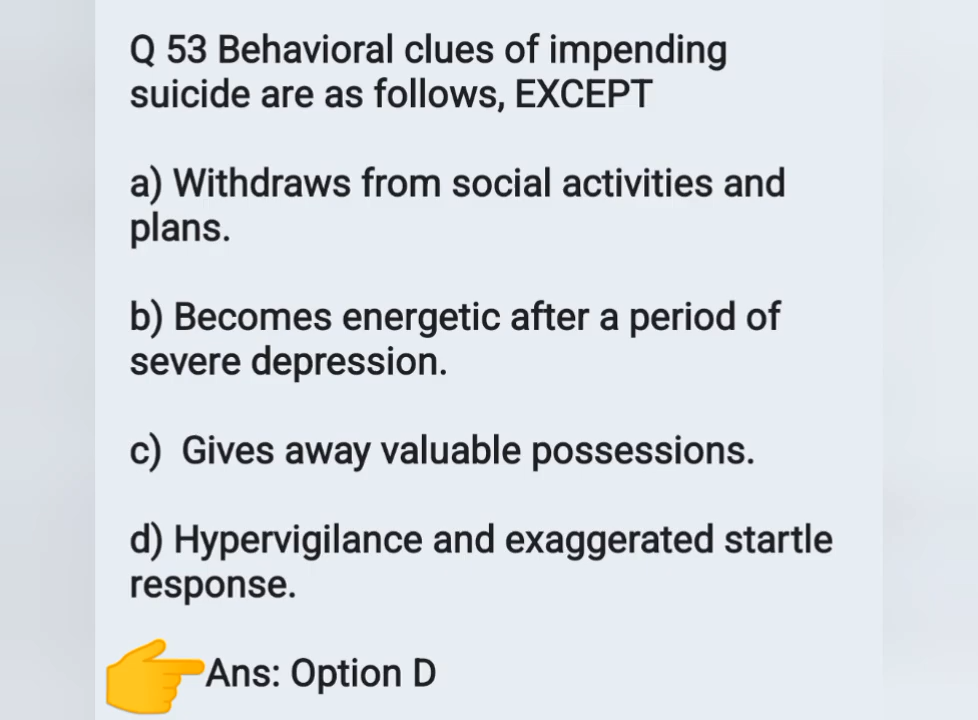 Q 53 Behavioral clues of impending
suicide are as follows, EXCEPT
a) Withdraws from social activities and
plans.
b) Becomes energetic after a period of
severe depression.
c) Gives away valuable possessions.
d) Hypervigilance and exaggerated startle
response.
Ans: Option D